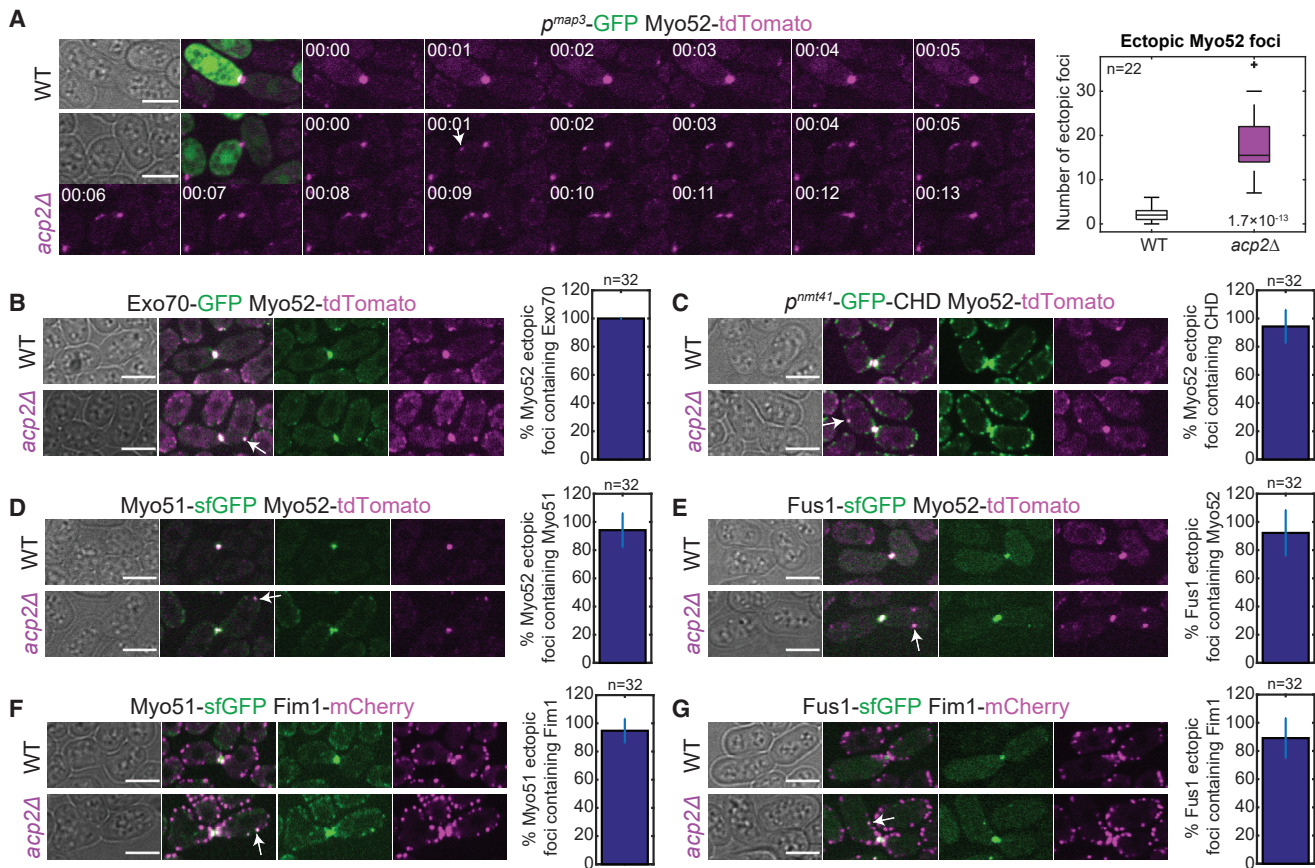 A
pmap3-GFP Myo52-tdTomato
WT
00:00
00:01
00:02
00:03
00:04
00:05
acp2Δ
00:00
00:01
00:02
00:03
00:04
00:05
00:06
00:07
00:08
00:09
00:10
00:11
00:12
00:13
Ectopic Myo52 foci
n=22
Number of ectopic foci
30
20
10
0
1.7×10-13
WT
acp2Δ
B
Exo70-GFP Myo52-tdTomato
WT
acp2Δ
n=32
% Myo52 ectopic
foci containing Exo70
120
100
80
60
40
20
0
C
pnmt41-GFP-CHD Myo52-tdTomato
WT
acp2Δ
n=32
% Myo52 ectopic
foci containing CHD
120
100
80
60
40
20
0
D
Myo51-sfGFP Myo52-tdTomato
WT
acp2Δ
n=32
% Myo52 ectopic
foci containing Myo51
120
100
80
60
40
20
0
E
Fus1-sfGFP Myo52-tdTomato
WT
acp2Δ
n=32
% Fus1 ectopic
foci containing Myo52
120
100
80
60
40
20
0
F
Myo51-sfGFP Fim1-mCherry
WT
acp2Δ
n=32
% Myo51 ectopic
foci containing Fim1
120
100
80
60
40
20
0
G
Fus1-sfGFP Fim1-mCherry
WT
acp2Δ
n=32
% Fus1 ectopic
foci containing Fim1
120
100
80
60
40
20
0